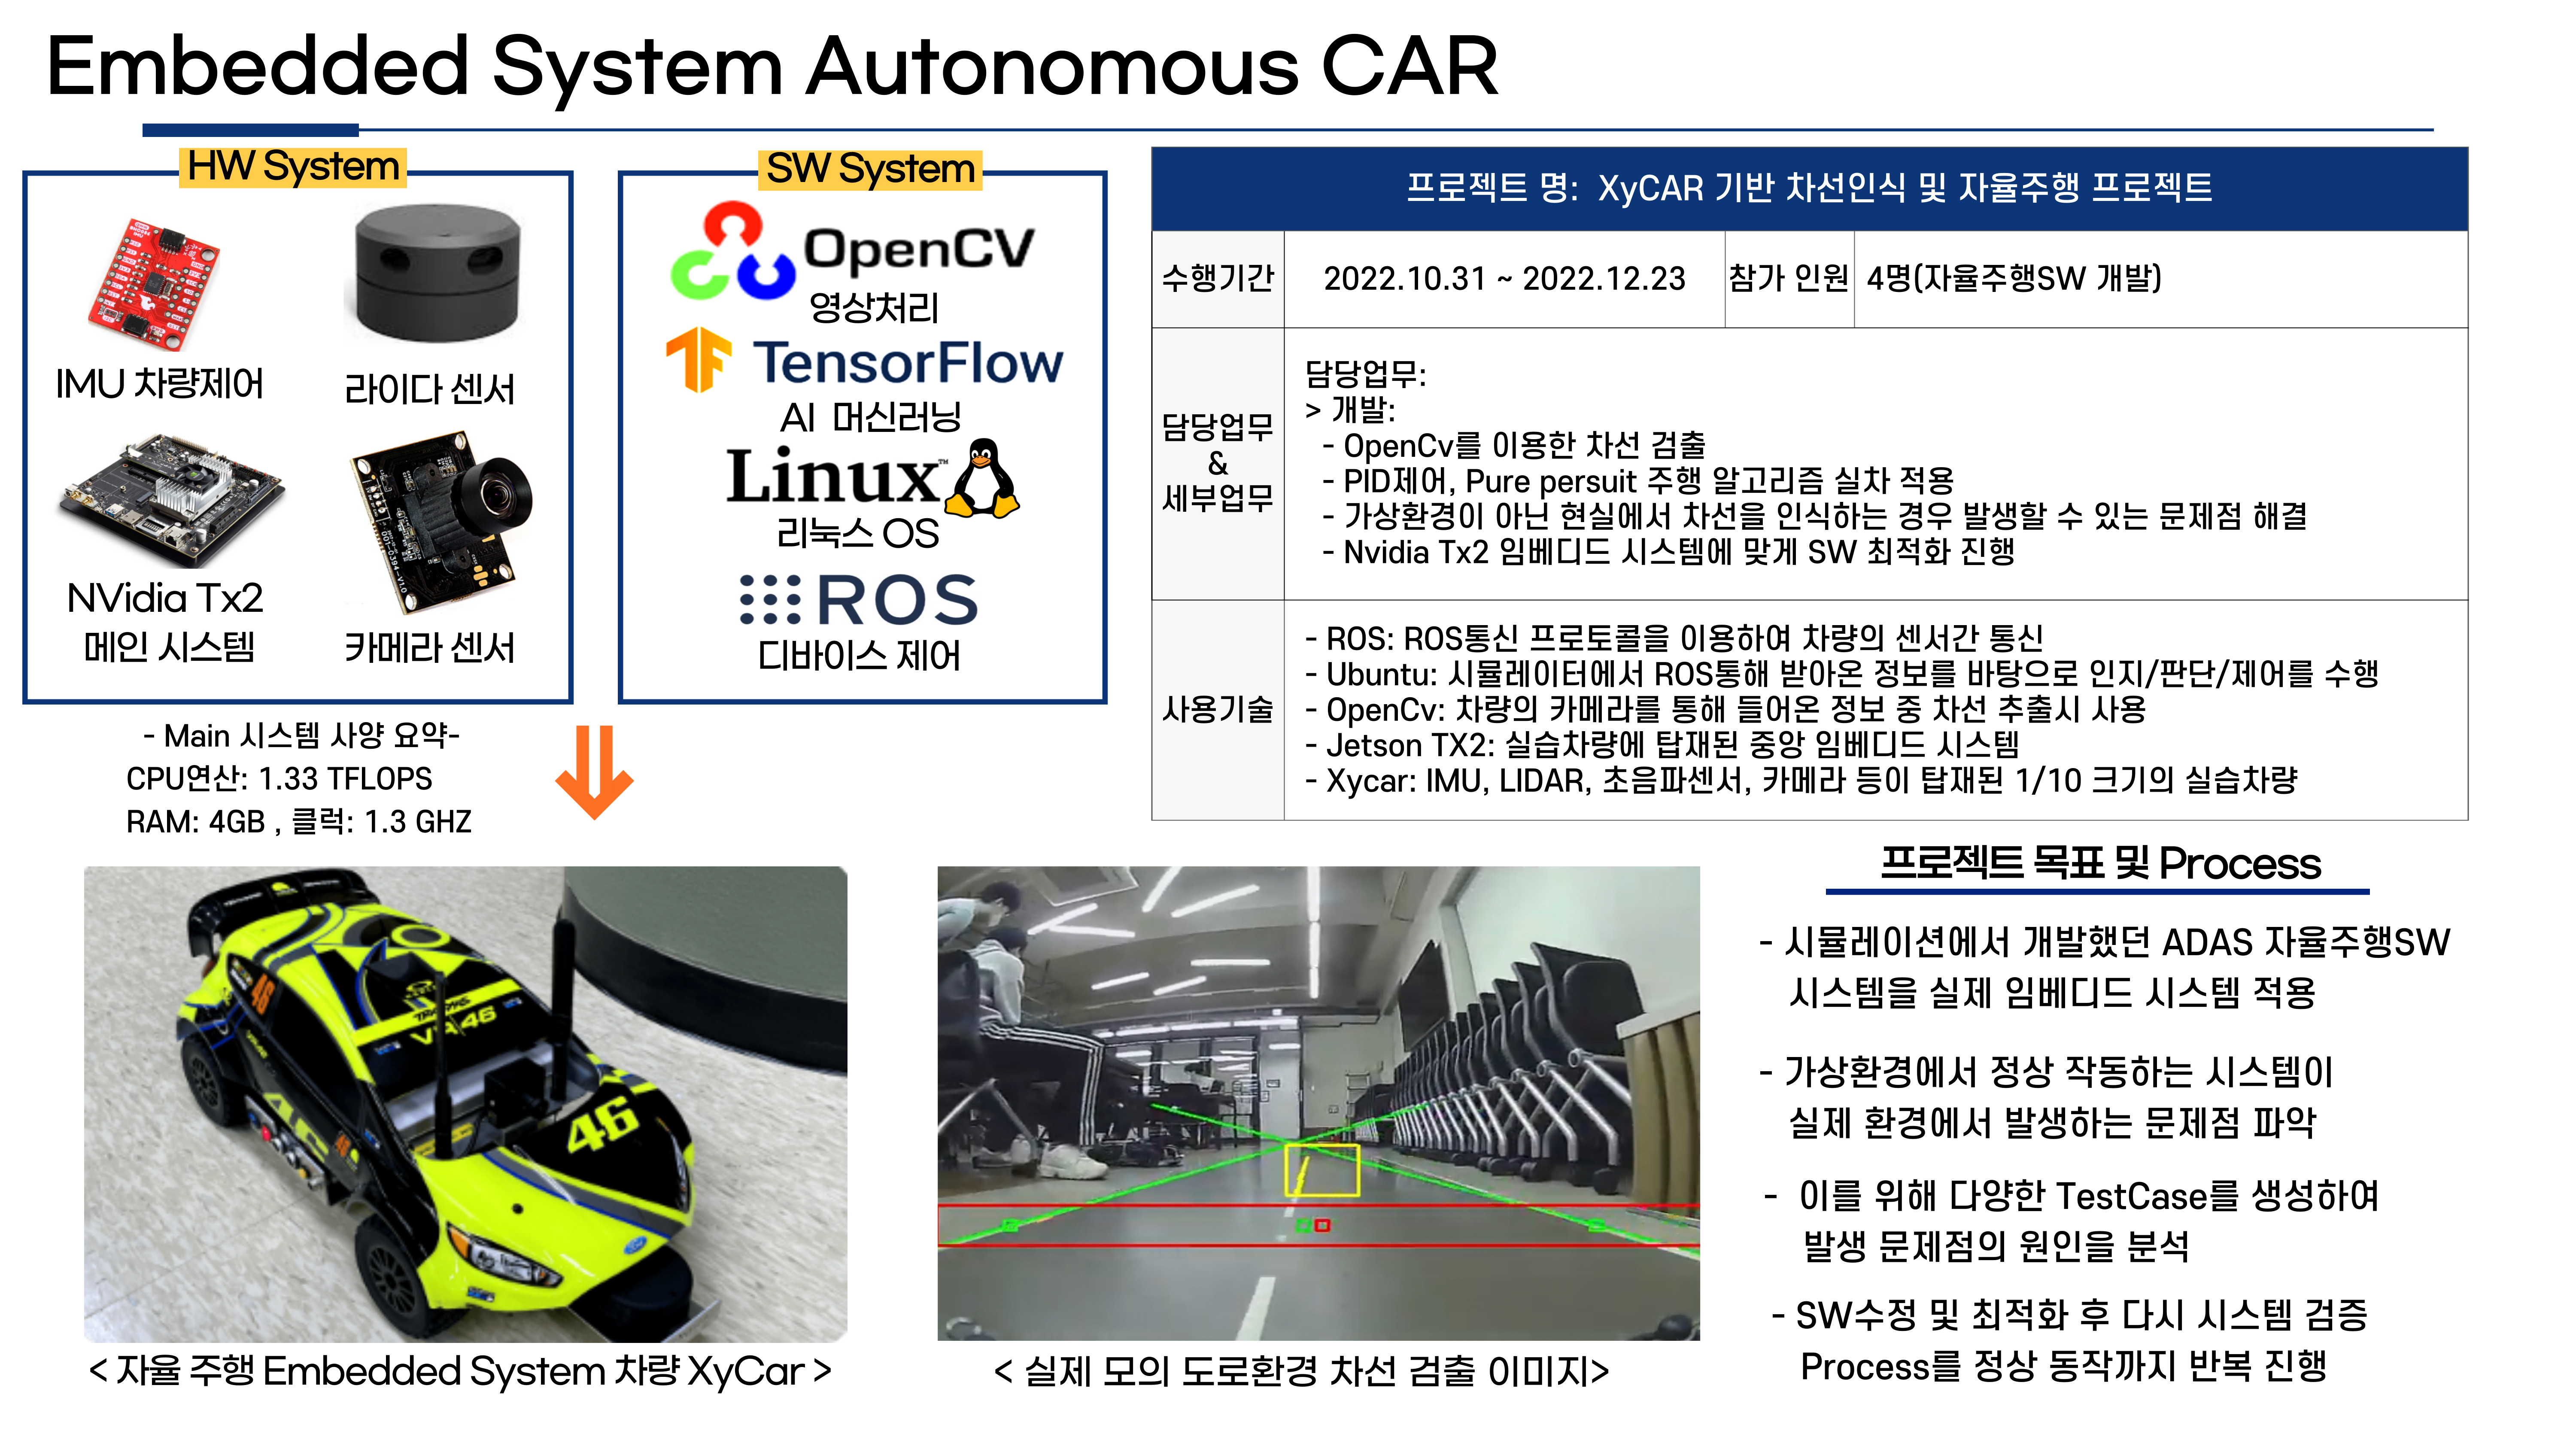 Embedded System Autonomous CAR
HW System
IMU 차량제어
라이다 센서
NVidia Tx2
메인 시스템
카메라 센서
SW System
OpenCV
영상처리
TensorFlow
AI 머신러닝
Linux™
리눅스 OS
ROS
디바이스 제어
- Main 시스템 사양 요약-
CPU연산: 1.33 TFLOPS
RAM: 4GB , 클럭: 1.3 GHZ
프로젝트 명: XyCAR 기반 차선인식 및 자율주행 프로젝트
수행기간
2022.10.31 ~ 2022.12.23
참가 인원
4명(자율주행SW 개발)
담당업무
&
세부업무
담당업무:
> 개발:
- OpenCv를 이용한 차선 검출
- PID제어, Pure persuit 주행 알고리즘 실차 적용
- 가상환경이 아닌 현실에서 차선을 인식하는 경우 발생할 수 있는 문제점 해결
- Nvidia Tx2 임베디드 시스템에 맞게 SW 최적화 진행
사용기술
- ROS: ROS통신 프로토콜을 이용하여 차량의 센서간 통신
- Ubuntu: 시뮬레이터에서 ROS통해 받아온 정보를 바탕으로 인지/판단/제어를 수행
- OpenCv: 차량의 카메라를 통해 들어온 정보 중 차선 추출시 사용
- Jetson TX2: 실습차량에 탑재된 중앙 임베디드 시스템
- Xycar: IMU, LIDAR, 초음파센서, 카메라 등이 탑재된 1/10 크기의 실습차량
46
46
46
< 자율 주행 Embedded System 차량 XyCar >
< 실제 모의 도로환경 차선 검출 이미지>
프로젝트 목표 및 Process
- 시뮬레이션에서 개발했던 ADAS 자율주행SW
시스템을 실제 임베디드 시스템 적용
- 가상환경에서 정상 작동하는 시스템이
실제 환경에서 발생하는 문제점 파악
- 이를 위해 다양한 TestCase를 생성하여
발생 문제점의 원인을 분석
- SW수정 및 최적화 후 다시 시스템 검증
Process를 정상 동작까지 반복 진행